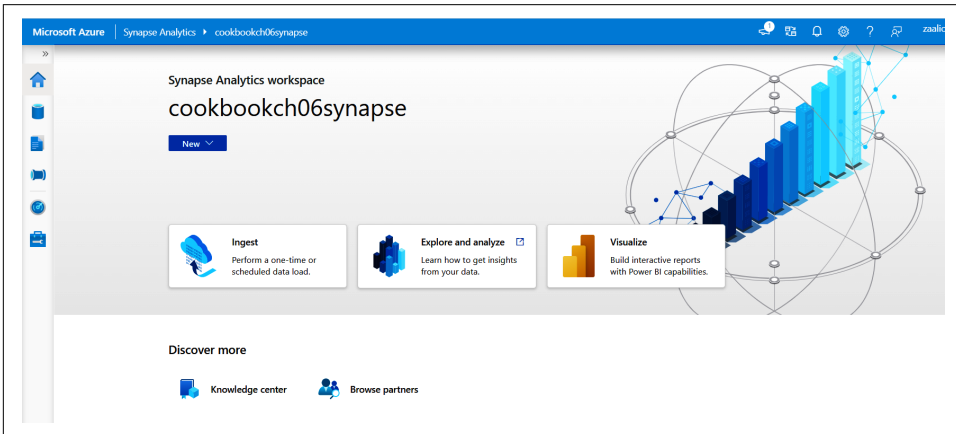 Microsoft Azure
Synapse Analytics
cookbookch06synapse
1
?
zaalio
»
Synapse Analytics workspace
cookbookch06synapse
New
Ingest
Perform a one-time or
scheduled data load.
Explore and analyze
Learn how to get insights
from your data.
Visualize
Build interactive reports
with Power BI capabilities.
Discover more
Knowledge center
Browse partners